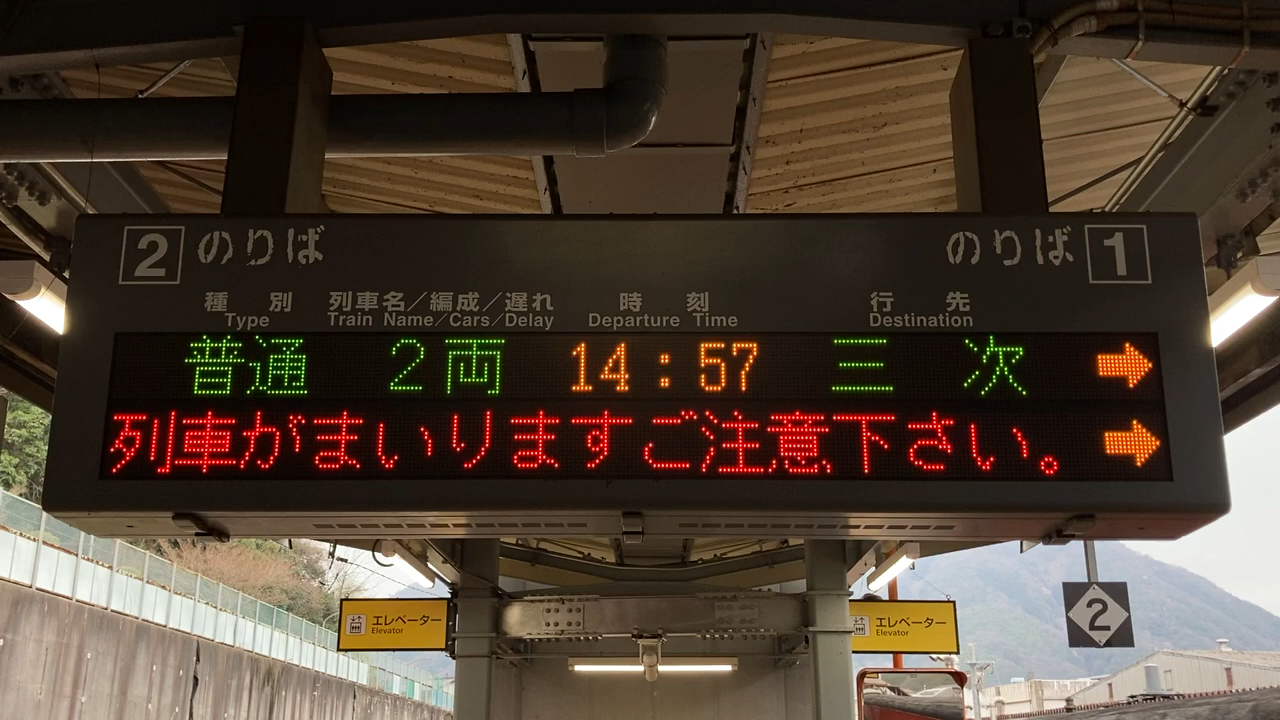 2 のりば
のりば 1
種別 列車名/編成/遅れ 時刻 行先
Type Train Name/Cars/Delay Departure Time Destination
普通 2両 14:57 三次 ➡
列車がまいりますご注意下さい。 ➡
エレベーター
Elevator
エレベーター
Elevator
2